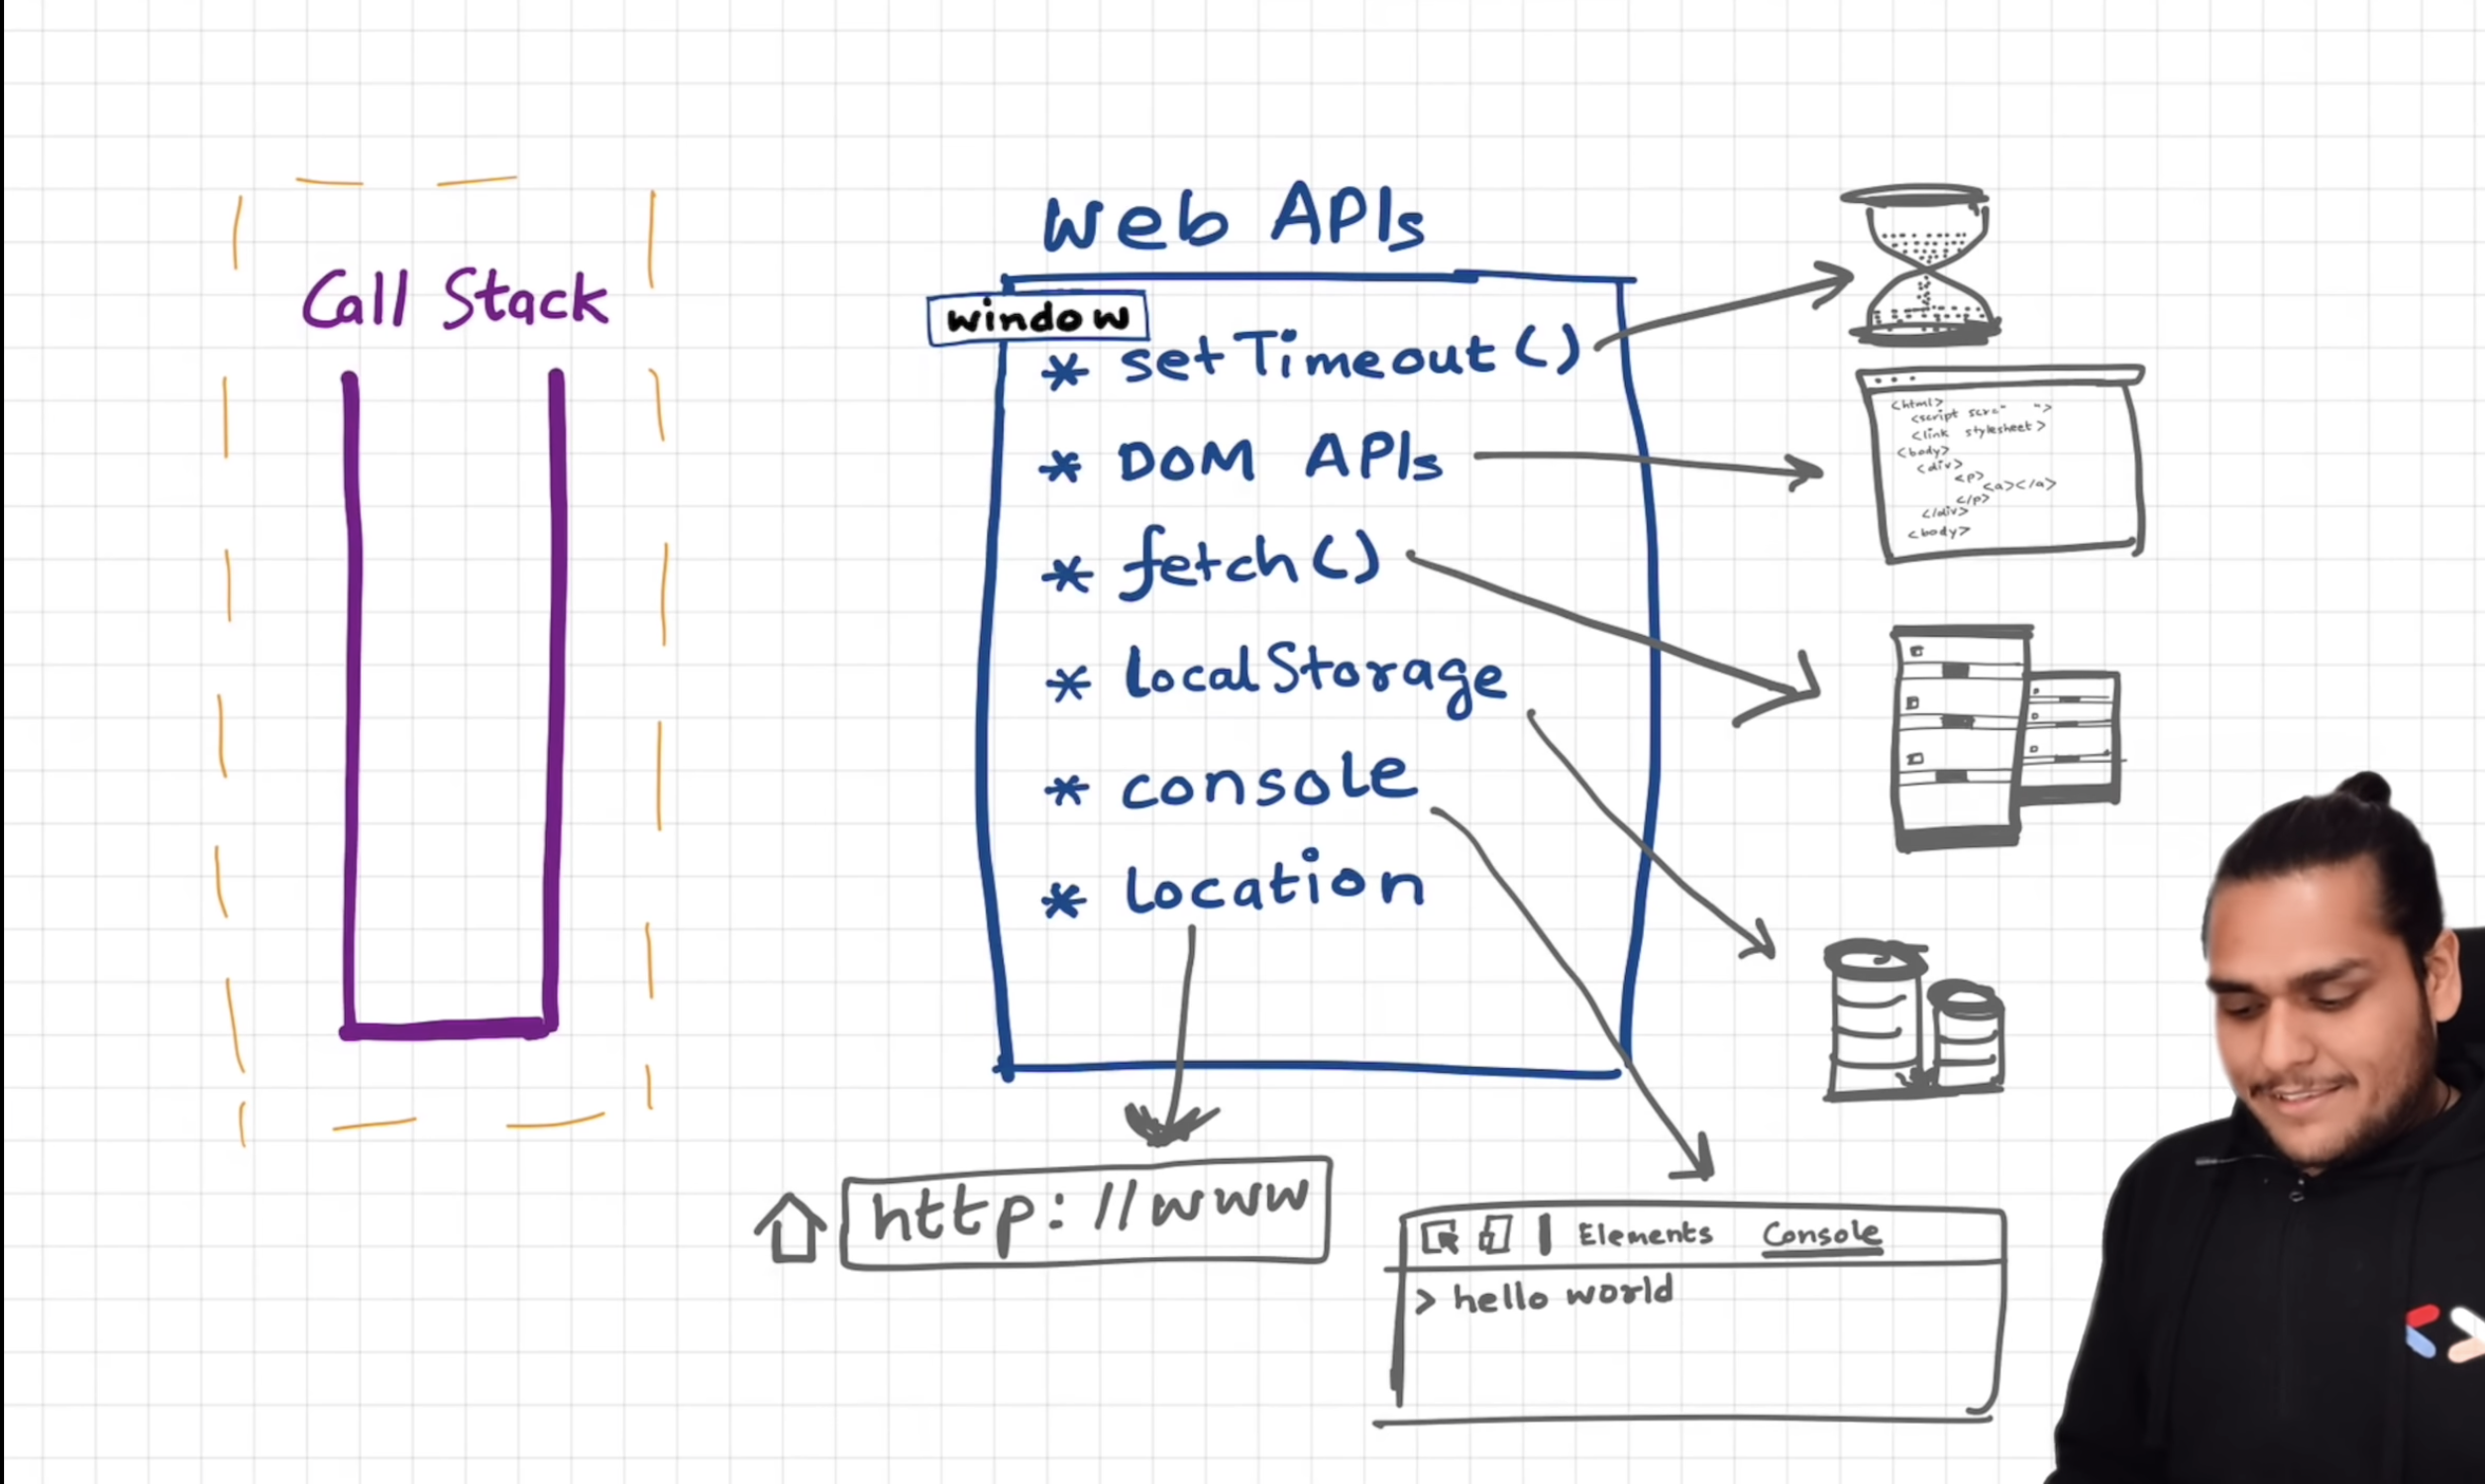 Call Stack
Web APIs
window
* setTimeout()
* DOM APIs
* fetch()
* localStorage
* console
* location
<html>
<script scrc=" ">
<link stylesheet>
<body>
<div>
<p>
<a></a>
</p>
</div>
<body>
http://www
Elements Console
> hello world